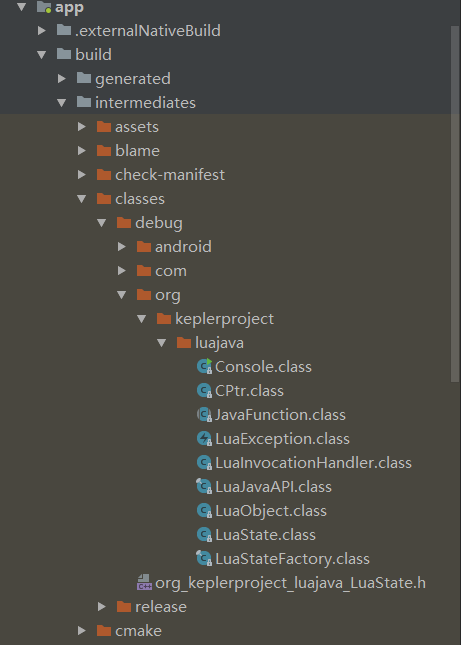 app
.externalNativeBuild
build
generated
intermediates
assets
blame
check-manifest
classes
debug
android
com
org
keplerproject
luajava
Console.class
CPtr.class
JavaFunction.class
LuaException.class
LuaInvocationHandler.class
LuaJavaAPI.class
LuaObject.class
LuaState.class
LuaStateFactory.class
org_keplerproject_luajava_LuaState.h
release
cmake